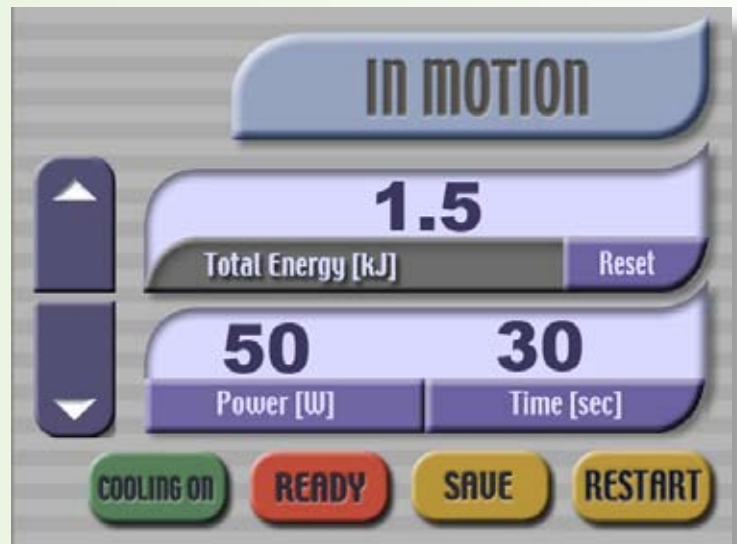 IN MOTION
1.5
Total Energy [kJ] Reset
50 30
Power [W] Time [sec]
COOLING ON READY SAVE RESTART